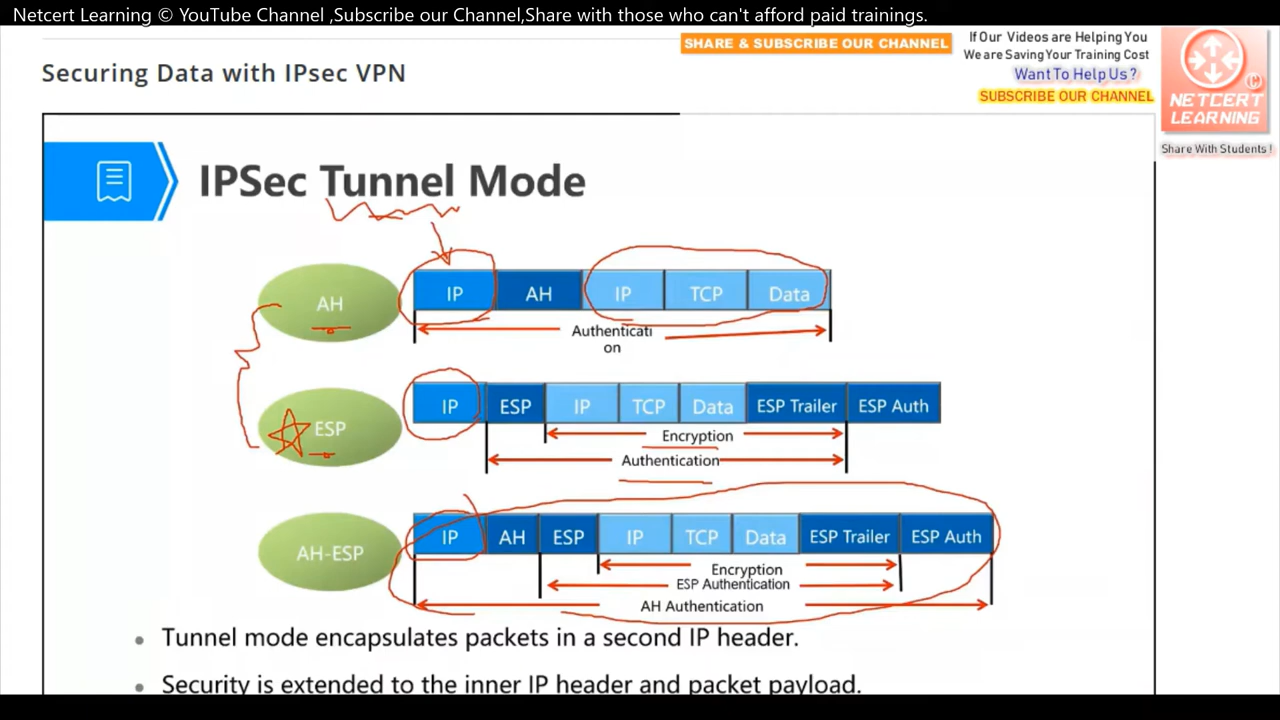 Netcert Learning © YouTube Channel ,Subscribe our Channel,Share with those who can't afford paid trainings.
SHARE & SUBSCRIBE OUR CHANNEL
If Our Videos are Helping You
We are Saving Your Training Cost
Want To Help Us ?
SUBSCRIBE OUR CHANNEL
©
NETCERT
LEARNING
Share With Students !
Securing Data with IPsec VPN
IPSec Tunnel Mode
AH
IP AH IP TCP Data
Authenticati
on
ESP
IP ESP IP TCP Data ESP Trailer ESP Auth
Encryption
Authentication
AH-ESP
IP AH ESP IP TCP Data ESP Trailer ESP Auth
Encryption
ESP Authentication
AH Authentication
• Tunnel mode encapsulates packets in a second IP header.
• Security is extended to the inner IP header and packet payload.